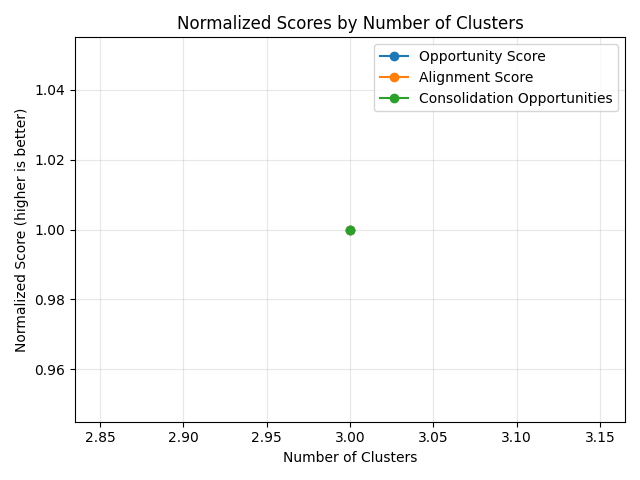 Normalized Scores by Number of Clusters
Opportunity Score
Alignment Score
Consolidation Opportunities
Normalized Score (higher is better)
1.04
1.02
1.00
0.98
0.96
2.85 2.90 2.95 3.00 3.05 3.10 3.15
Number of Clusters